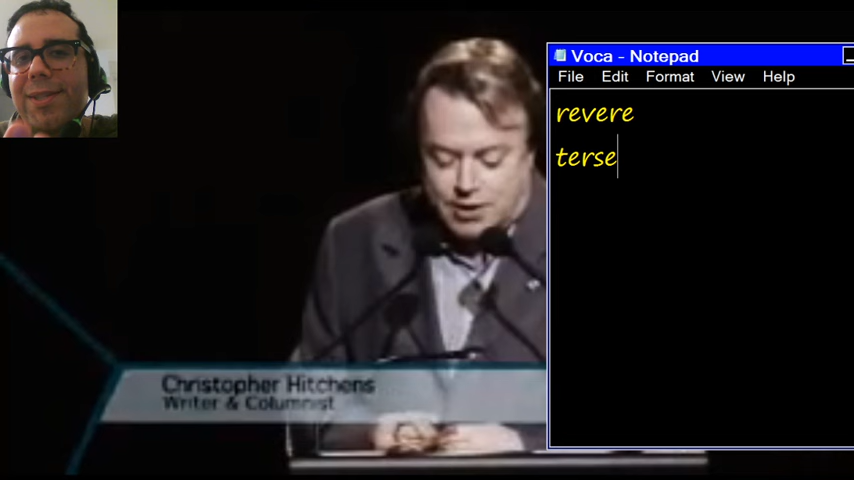 Voca - Notepad
File Edit Format View Help
revere
terse
Christopher Hitchens
Writer & Columnist